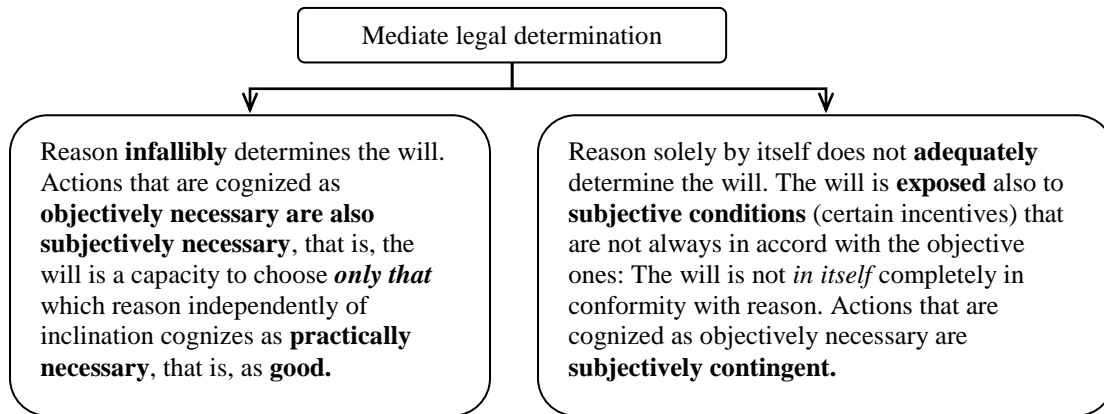 Mediate legal determination
Reason infallibly determines the will.
Actions that are cognized as
objectively necessary are also
subjectively necessary, that is, the
will is a capacity to choose only that
which reason independently of
inclination cognizes as practically
necessary, that is, as good.
Reason solely by itself does not adequately
determine the will. The will is exposed also to
subjective conditions (certain incentives) that
are not always in accord with the objective
ones: The will is not in itself completely in
conformity with reason. Actions that are
cognized as objectively necessary are
subjectively contingent.